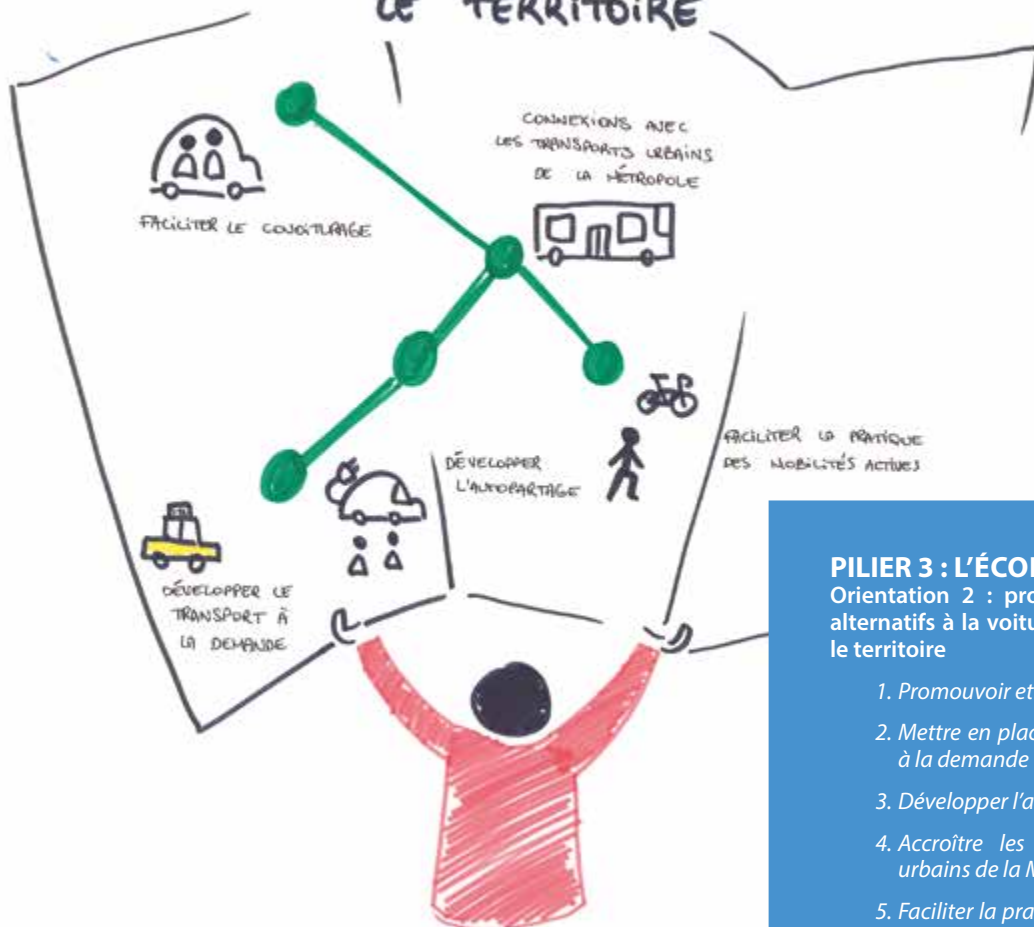 LE TERRITOIRE
CONNEXIONS AVEC
LES TRANSPORTS URBAINS
DE LA MÉTROPOLE
FACILITER LE COVOITURAGE
DÉVELOPPER
L'AUTOPARTAGE
FACILITER LA PRATIQUE
DES MOBILITÉS ACTIVES
DÉVELOPPER LE
TRANSPORT À
LA DEMANDE
PILIER 3 : L'ÉCO
Orientation 2 : pro
alternatifs à la voitu
le territoire
1. Promouvoir et
2. Mettre en plac
à la demande
3. Développer l'a
4. Accroître les
urbains de la M
5. Faciliter la pra